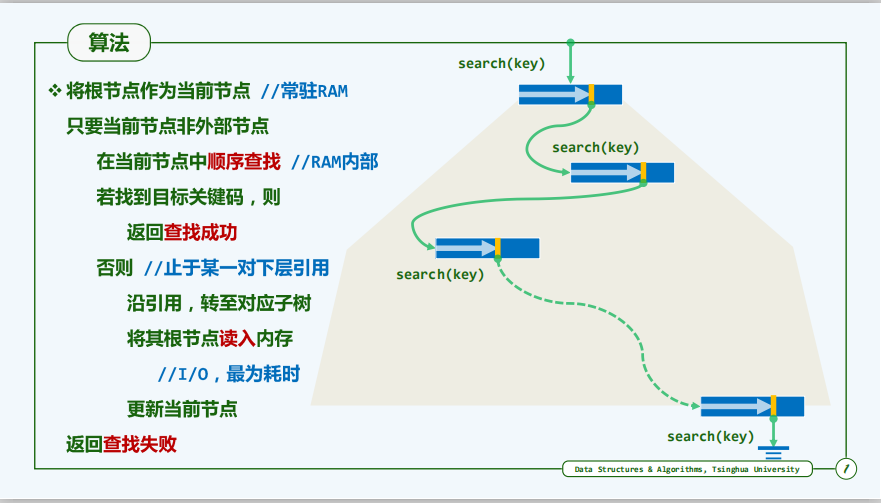 算法
❖ 将根节点作为当前节点 //常驻RAM
只要当前节点非外部节点
在当前节点中顺序查找 //RAM内部
若找到目标关键码，则
返回查找成功
否则 //止于某一对下层引用
沿引用，转至对应子树
将其根节点读入内存
//I/O，最为耗时
更新当前节点
返回查找失败
search(key)
search(key)
search(key)
search(key)
Data Structures & Algorithms, Tsinghua University